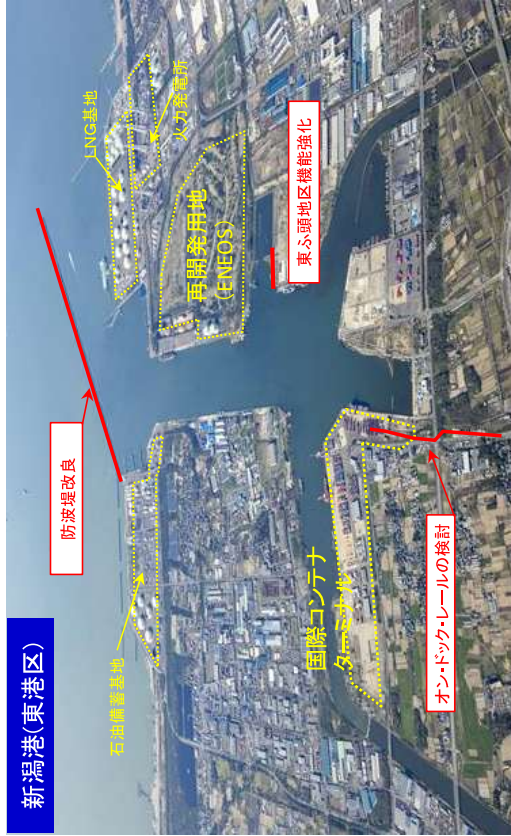 新潟港(東港区)
防波堤改良
石油備蓄基地
LNG基地
火力発電所
再開発用地
(ENEOS)
東ふ頭地区機能強化
国際コンテナ
ターミナル
オン・ドック・レールの検討